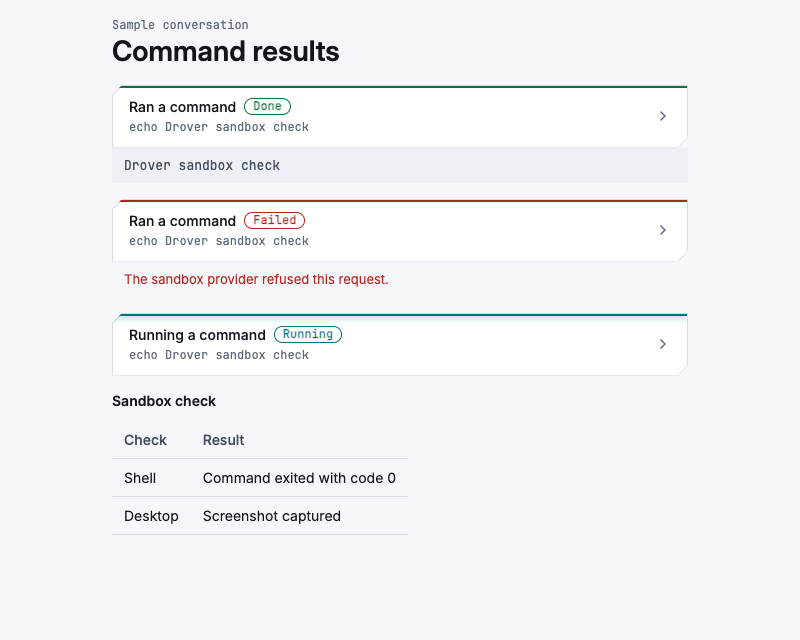 Sample conversation
Command results
Ran a command Done
echo Drover sandbox check
Drover sandbox check
Ran a command Failed
echo Drover sandbox check
The sandbox provider refused this request.
Running a command Running
echo Drover sandbox check
Sandbox check
Check Result
Shell Command exited with code 0
Desktop Screenshot captured